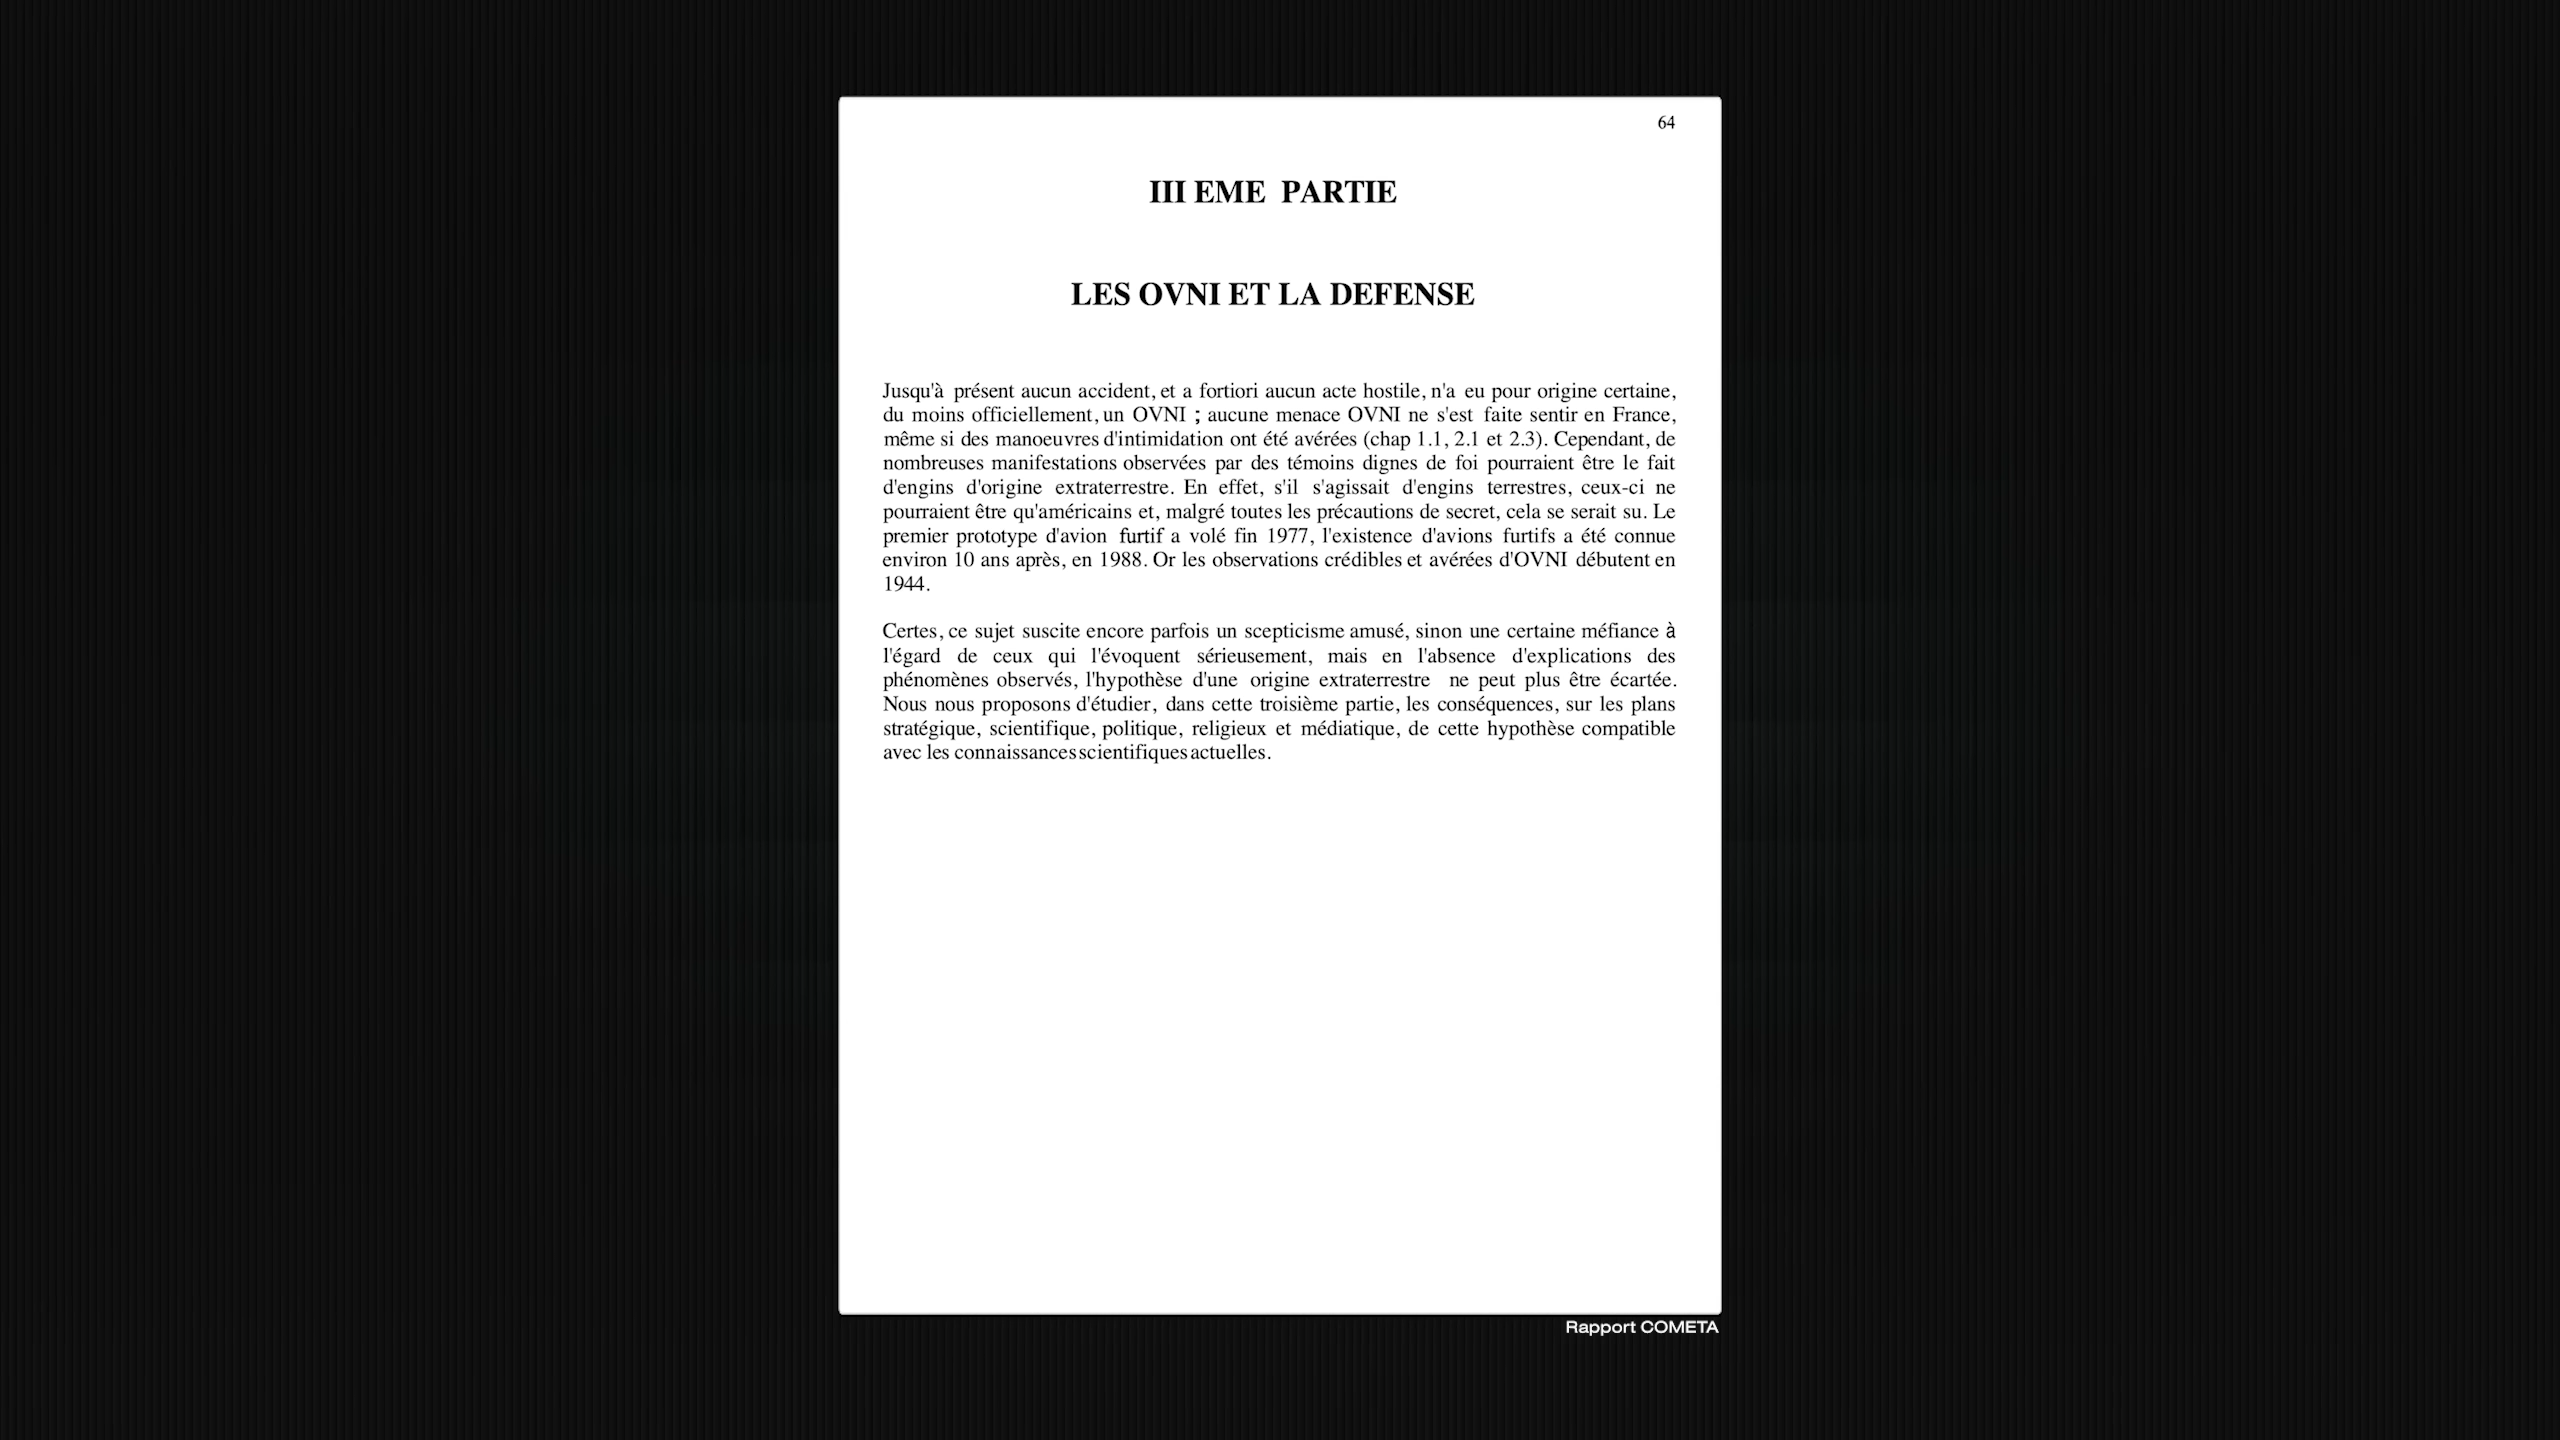 64
III EME PARTIE
LES OVNI ET LA DEFENSE
Jusqu'à présent aucun accident, et a fortiori aucun acte hostile, n'a eu pour origine certaine,
du moins officiellement, un OVNI ; aucune menace OVNI ne s'est faite sentir en France,
même si des manoeuvres d'intimidation ont été avérées (chap 1.1, 2.1 et 2.3). Cependant, de
nombreuses manifestations observées par des témoins dignes de foi pourraient être le fait
d'engins d'origine extraterrestre. En effet, s'il s'agissait d'engins terrestres, ceux-ci ne
pourraient être qu'américains et, malgré toutes les précautions de secret, cela se serait su. Le
premier prototype d'avion furtif a volé fin 1977, l'existence d'avions furtifs a été connue
environ 10 ans après, en 1988. Or les observations crédibles et avérées d'OVNI débutent en
1944.
Certes, ce sujet suscite encore parfois un scepticisme amusé, sinon une certaine méfiance à
l'égard de ceux qui l'évoquent sérieusement, mais en l'absence d'explications des
phénomènes observés, l'hypothèse d'une origine extraterrestre ne peut plus être écartée.
Nous nous proposons d'étudier, dans cette troisième partie, les conséquences, sur les plans
stratégique, scientifique, politique, religieux et médiatique, de cette hypothèse compatible
avec les connaissances scientifiques actuelles.
Rapport COMETA